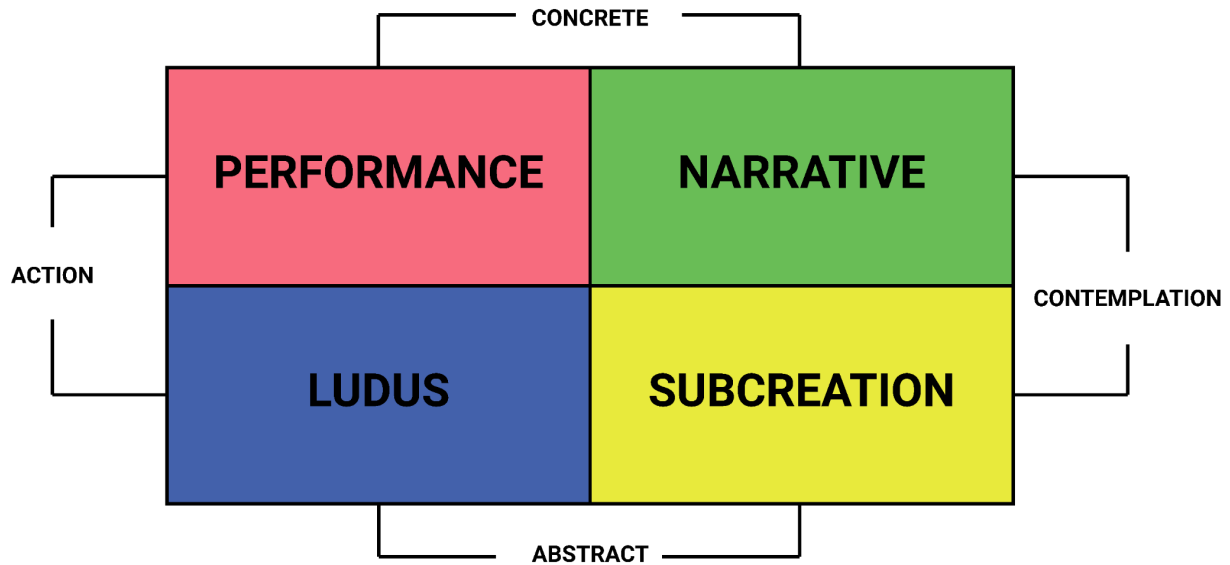 CONCRETE
PERFORMANCE
NARRATIVE
ACTION
CONTEMPLATION
LUDUS
SUBCREATION
ABSTRACT